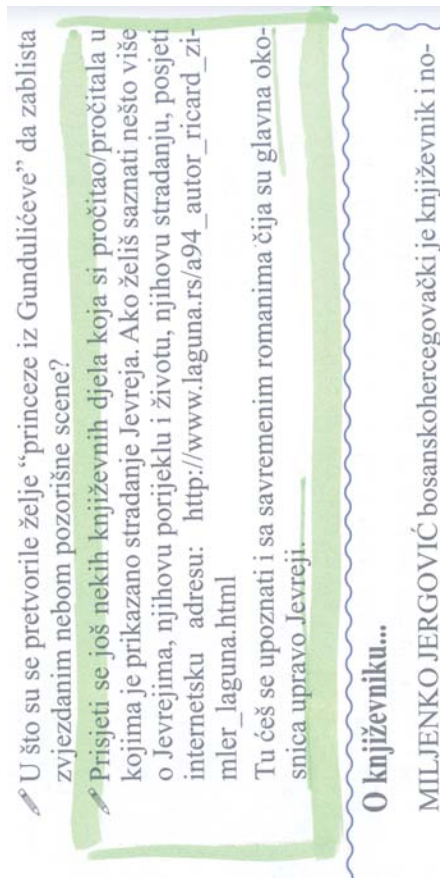 U što su se pretvorile želje “princeze iz Gundulićeve” da zablista
zvjezdanim nebom pozorišne scene?
Prisjeti se još nekih književnih djela koja si pročitao/pročitala u
kojima je prikazano stradanje Jevreja. Ako želiš saznati nešto više
o Jevrejima, njihovu porijeklu i životu, njihovu stradanju, posjeti
internetsku adresu: http://www.laguna.rs/a94_autor_ricard_zi-
mler_laguna.html
Tu ćeš se upoznati i sa savremenim romanima čija su glavna oko-
snica upravo Jevreji.
O književniku...
MILJENKO JERGOVIĆ bosanskohercegovački je književnik i no-